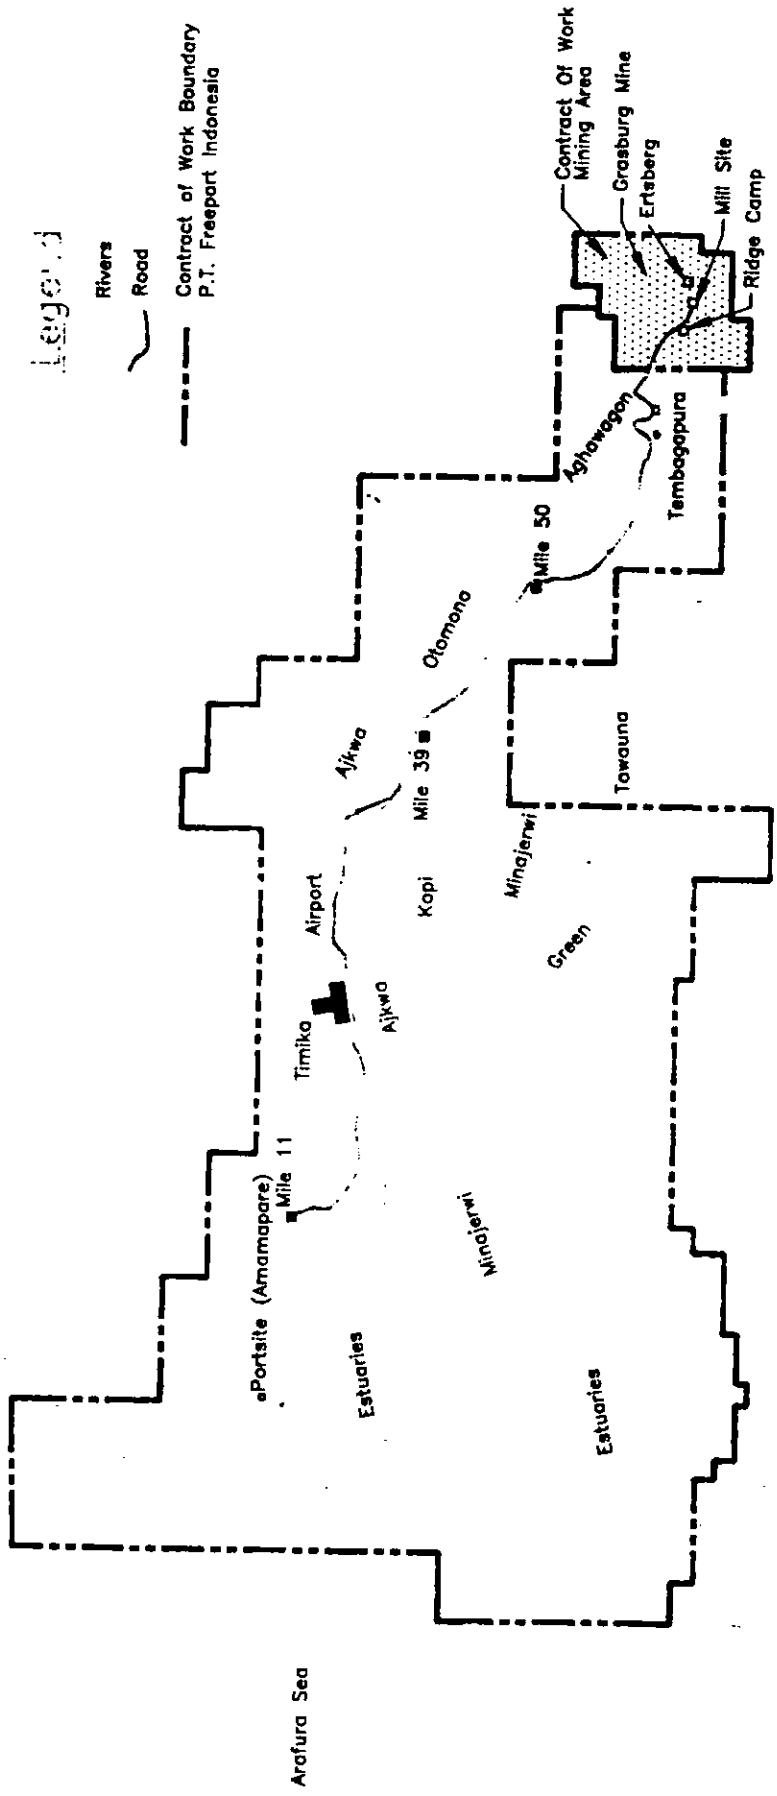 Legend
Rivers
Road
Contract of Work Boundary
P.T. Freeport Indonesia
Contract Of Work
Mining Area
Grasburg Mine
Ertsberg
Mill Site
Ridge Camp
Aghawagon
Tembagapura
Mile 50
Otomona
Ajkwa
Mile 39
Tawauna
Minajerwi
Airport
Kopi
Green
Timika
Ajkwa
Mile 11
Portsite (Amamapare)
Minajerwi
Estuaries
Estuaries
Arafura Sea